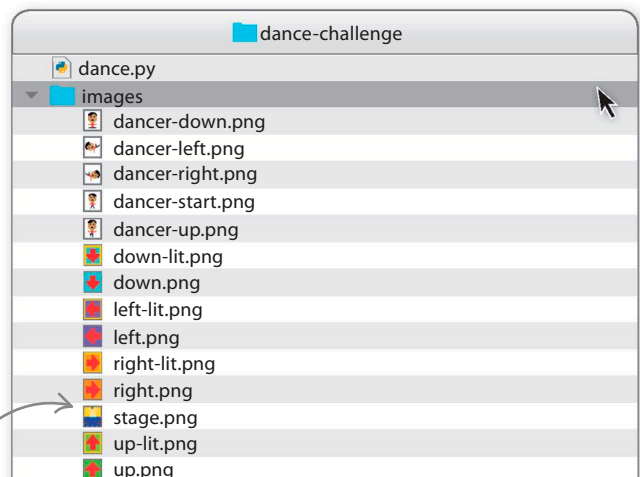 dance-challenge
dance.py
images
dancer-down.png
dancer-left.png
dancer-right.png
dancer-start.png
dancer-up.png
down-lit.png
down.png
left-lit.png
left.png
right-lit.png
right.png
stage.png
up-lit.png
up.png